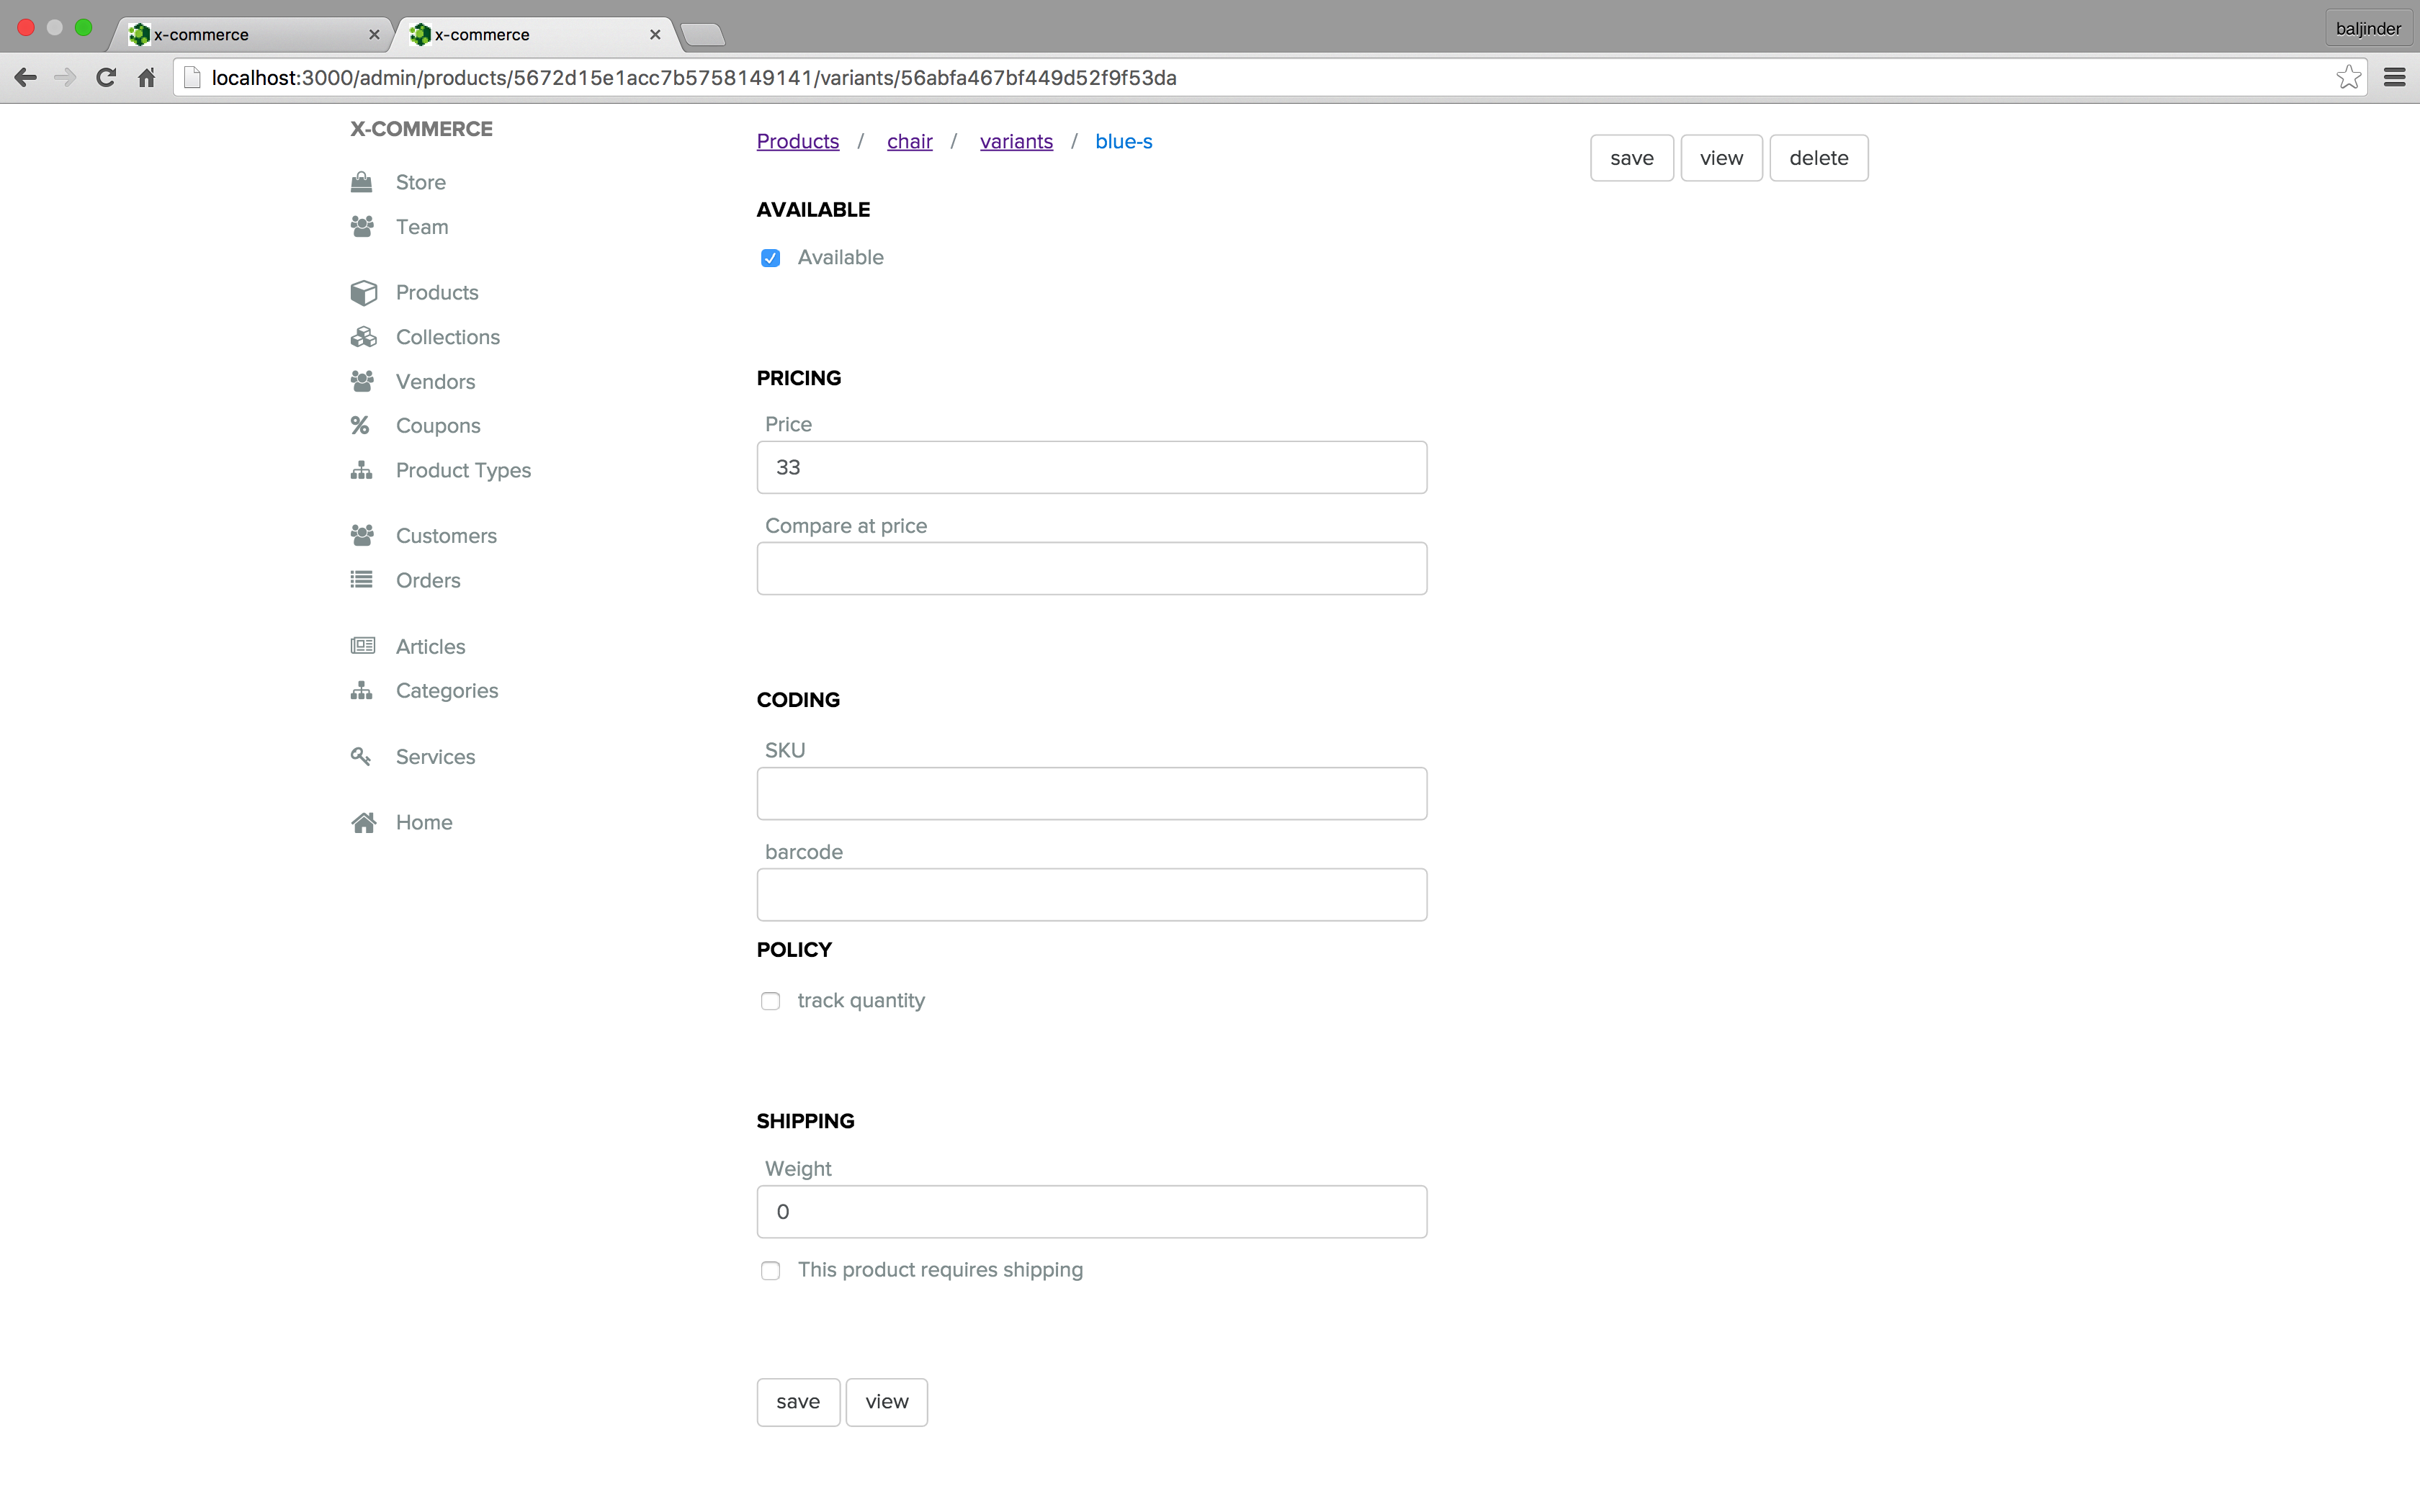 x-commerce
x-commerce
baljinder
localhost:3000/admin/products/5672d15e1acc7b5758149141/variants/56abfa467bf449d52f9f53da
X-COMMERCE
Store
Team
Products
Collections
Vendors
Coupons
Product Types
Customers
Orders
Articles
Categories
Services
Home
Products / chair / variants / blue-s
save view delete
AVAILABLE
Available
PRICING
Price
33
Compare at price
CODING
SKU
barcode
POLICY
track quantity
SHIPPING
Weight
0
This product requires shipping
save view